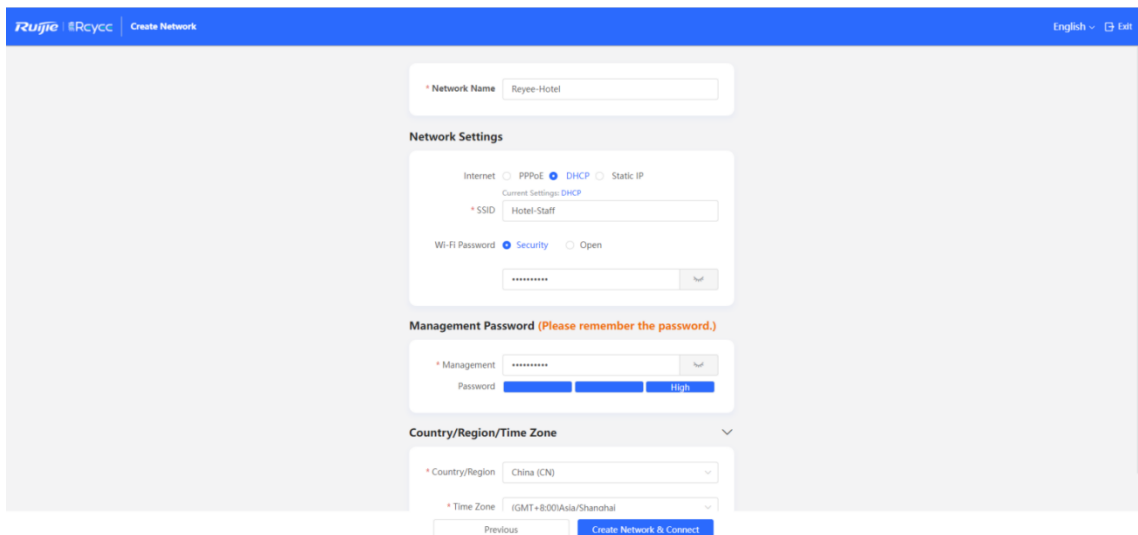 Ruijie Rcycc Create Network English Exit
* Network Name Reyee-Hotel
Network Settings
Internet PPPoE DHCP Static IP
Current Settings: DHCP
* SSID Hotel-Staff
Wi-Fi Password Security Open
••••••••••
Management Password (Please remember the password.)
* Management ••••••••••
Password High
Country/Region/Time Zone
* Country/Region China (CN)
* Time Zone (GMT+8:00)Asia/Shanghai
Previous Create Network & Connect